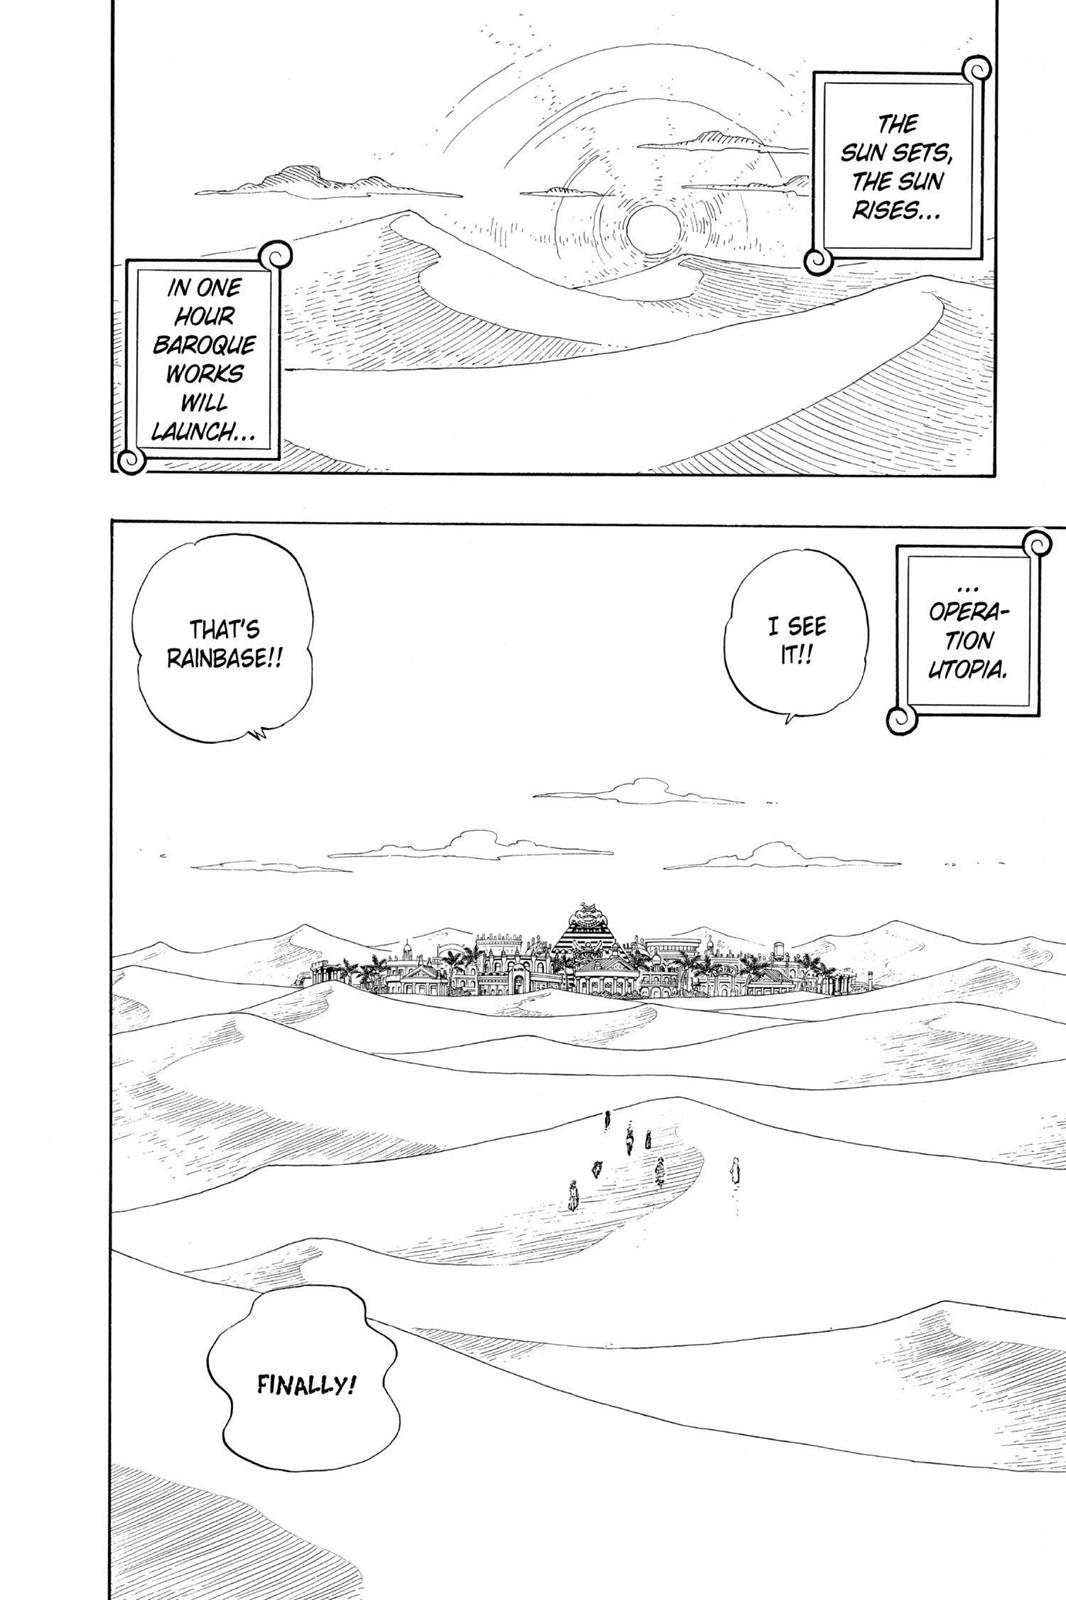 THE
SUN SETS,
THE SUN
RISES...
IN ONE
HOUR
BAROQUE
WORKS
WILL
LAUNCH...
...
OPERA-
TION
UTOPIA.
I SEE
IT!!
THAT'S
RAINBASE!!
FINALLY!